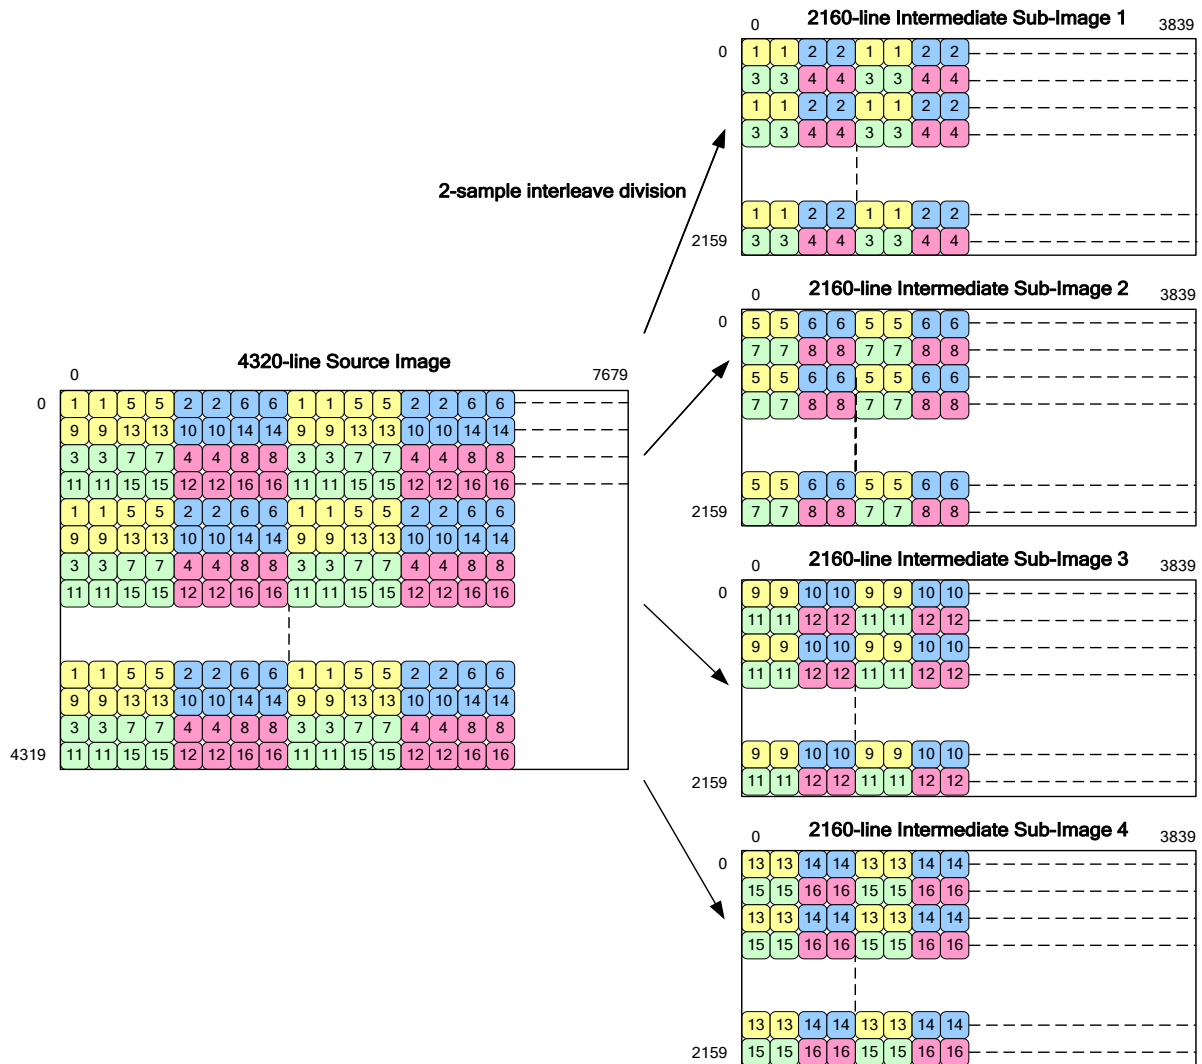 2160-line Intermediate Sub-Image 1
0 3839
0 1 1 2 2 1 1 2 2
3 3 4 4 3 3 4 4
1 1 2 2 1 1 2 2
3 3 4 4 3 3 4 4
2-sample interleave division
1 1 2 2 1 1 2 2
2159 3 3 4 4 3 3 4 4
2160-line Intermediate Sub-Image 2
0 3839
0 5 5 6 6 5 5 6 6
7 7 8 8 7 7 8 8
5 5 6 6 5 5 6 6
7 7 8 8 7 7 8 8
5 5 6 6 5 5 6 6
2159 7 7 8 8 7 7 8 8
4320-line Source Image
0 7679
0 1 1 5 5 2 2 6 6 1 1 5 5 2 2 6 6
9 9 13 13 10 10 14 14 9 9 13 13 10 10 14 14
3 3 7 7 4 4 8 8 3 3 7 7 4 4 8 8
11 11 15 15 12 12 16 16 11 11 15 15 12 12 16 16
1 1 5 5 2 2 6 6 1 1 5 5 2 2 6 6
9 9 13 13 10 10 14 14 9 9 13 13 10 10 14 14
3 3 7 7 4 4 8 8 3 3 7 7 4 4 8 8
11 11 15 15 12 12 16 16 11 11 15 15 12 12 16 16
1 1 5 5 2 2 6 6 1 1 5 5 2 2 6 6
9 9 13 13 10 10 14 14 9 9 13 13 10 10 14 14
3 3 7 7 4 4 8 8 3 3 7 7 4 4 8 8
4319 11 11 15 15 12 12 16 16 11 11 15 15 12 12 16 16
2160-line Intermediate Sub-Image 3
0 3839
0 9 9 10 10 9 9 10 10
11 11 12 12 11 11 12 12
9 9 10 10 9 9 10 10
11 11 12 12 11 11 12 12
9 9 10 10 9 9 10 10
2159 11 11 12 12 11 11 12 12
2160-line Intermediate Sub-Image 4
0 3839
0 13 13 14 14 13 13 14 14
15 15 16 16 15 15 16 16
13 13 14 14 13 13 14 14
15 15 16 16 15 15 16 16
13 13 14 14 13 13 14 14
2159 15 15 16 16 15 15 16 16